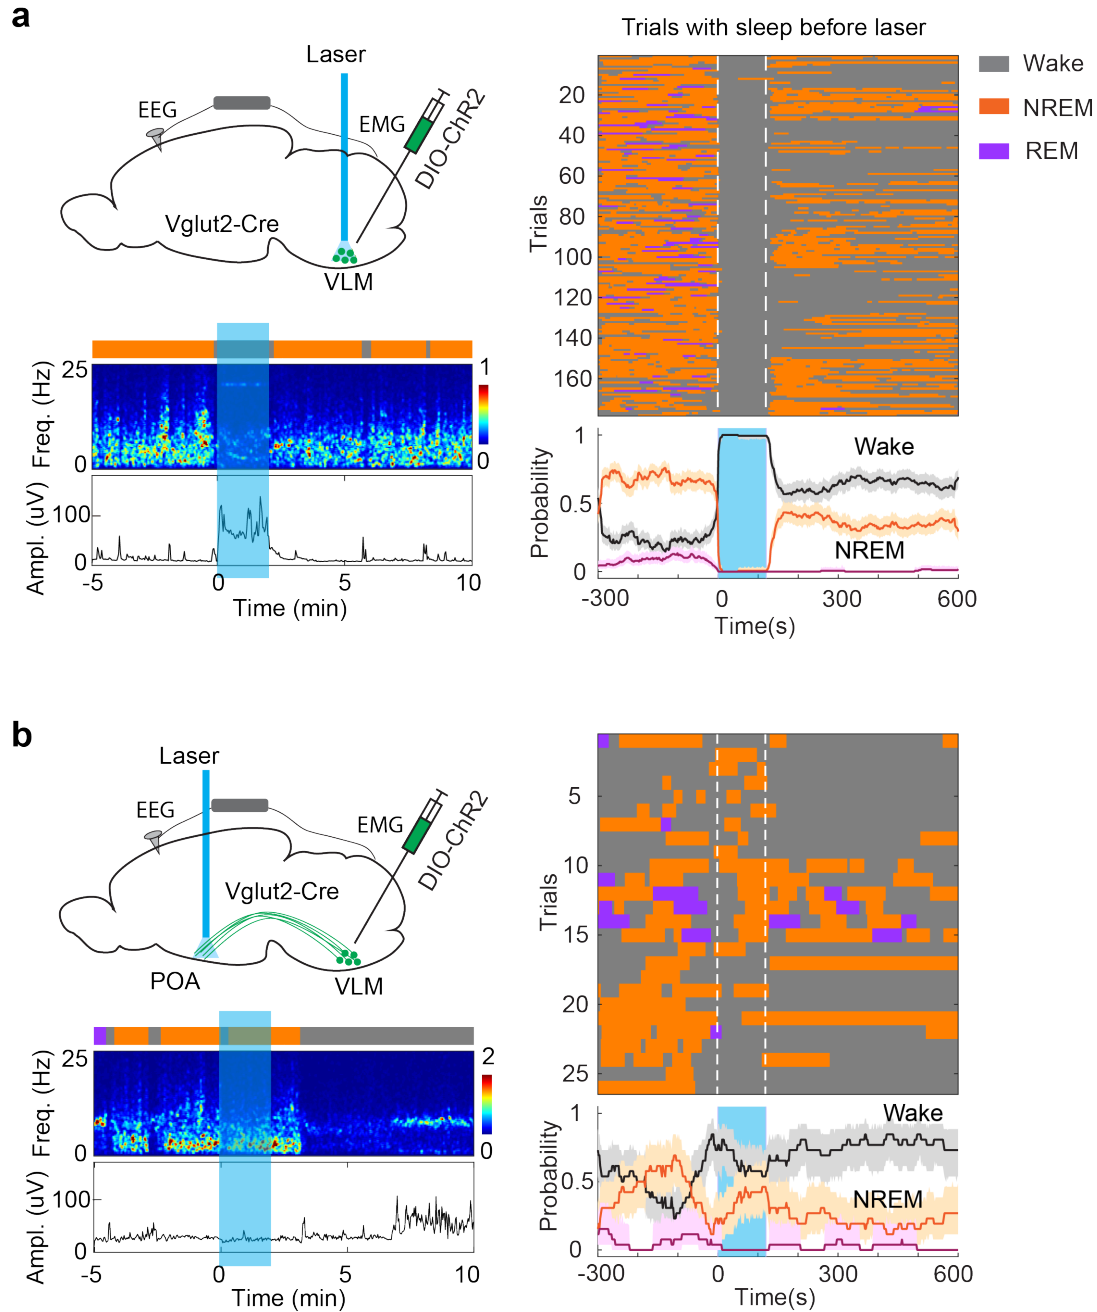 a
Trials with sleep before laser
Laser
EEG
EMG
DIO-ChR2
Vglut2-Cre
VLM
Wake
NREM
REM
Trials
20
40
60
80
100
120
140
160
25
Freq. (Hz)
0
1
0
100
Ampl. (uV)
0
-5
0
5
10
Time (min)
1
Probability
0.5
0
Wake
NREM
-300
0
300
600
Time(s)
b
Laser
EEG
EMG
DIO-ChR2
Vglut2-Cre
POA
VLM
Trials
5
10
15
20
25
25
Freq. (Hz)
0
2
0
100
Ampl. (uV)
0
-5
0
5
10
Time (min)
1
Probability
0.5
0
Wake
NREM
-300
0
300
600
Time(s)